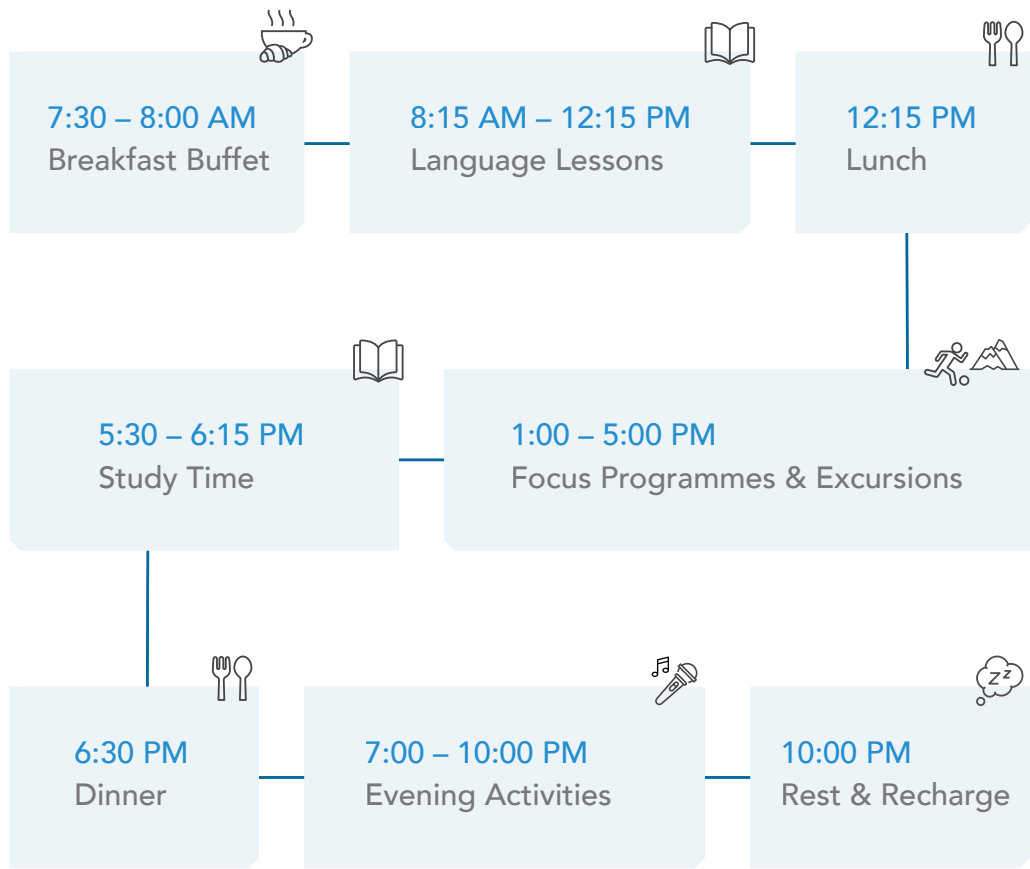 7:30 – 8:00 AM
Breakfast Buffet
8:15 AM – 12:15 PM
Language Lessons
12:15 PM
Lunch
1:00 – 5:00 PM
Focus Programmes & Excursions
5:30 – 6:15 PM
Study Time
6:30 PM
Dinner
7:00 – 10:00 PM
Evening Activities
zz
10:00 PM
Rest & Recharge